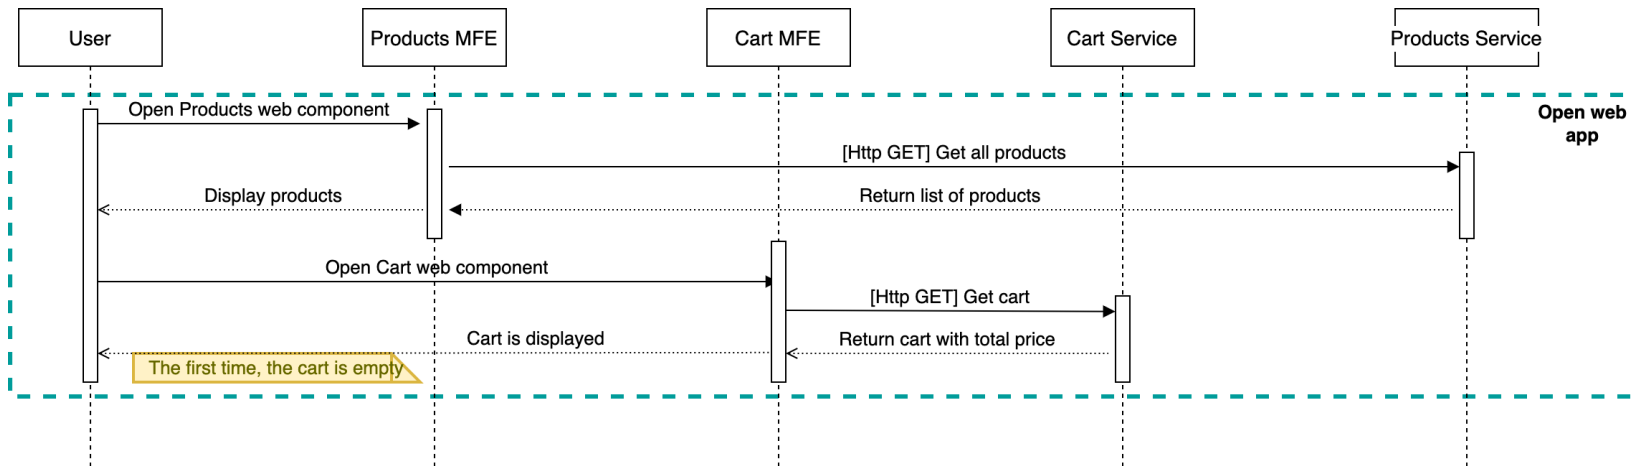 User
Products MFE
Cart MFE
Cart Service
Products Service
Open Products web component
Open web
app
[Http GET] Get all products
Display products
Return list of products
Open Cart web component
[Http GET] Get cart
Cart is displayed
Return cart with total price
The first time, the cart is empty